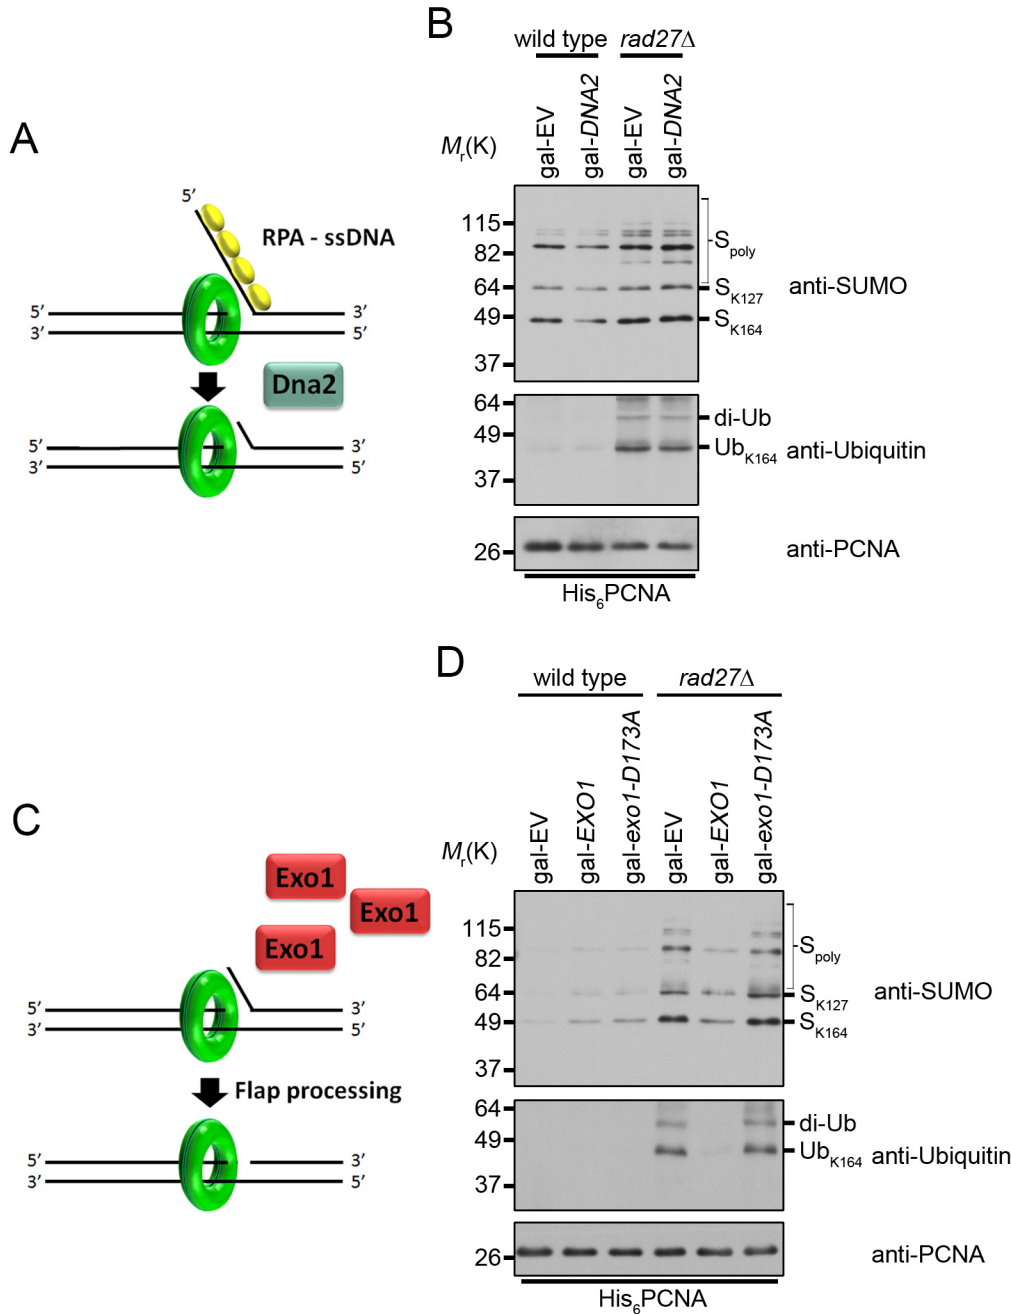 A
5′
RPA - ssDNA
5′ 3′
3′ 5′
Dna2
5′ 3′
3′ 5′
B
wild type rad27Δ
gal-EV
gal-DNA2
gal-EV
gal-DNA2
Mr(K)
115
82
64
49
37
Spoly
SK127
SK164
anti-SUMO
64
49
37
di-Ub
UbK164
anti-Ubiquitin
26
anti-PCNA
His6PCNA
C
Exo1
Exo1
Exo1
5′ 3′
3′ 5′
Flap processing
5′ 3′
3′ 5′
D
wild type rad27Δ
gal-EV
gal-EXO1
gal-exo1-D173A
gal-EV
gal-EXO1
gal-exo1-D173A
Mr(K)
115
82
64
49
37
Spoly
SK127
SK164
anti-SUMO
64
49
37
di-Ub
UbK164
anti-Ubiquitin
26
anti-PCNA
His6PCNA